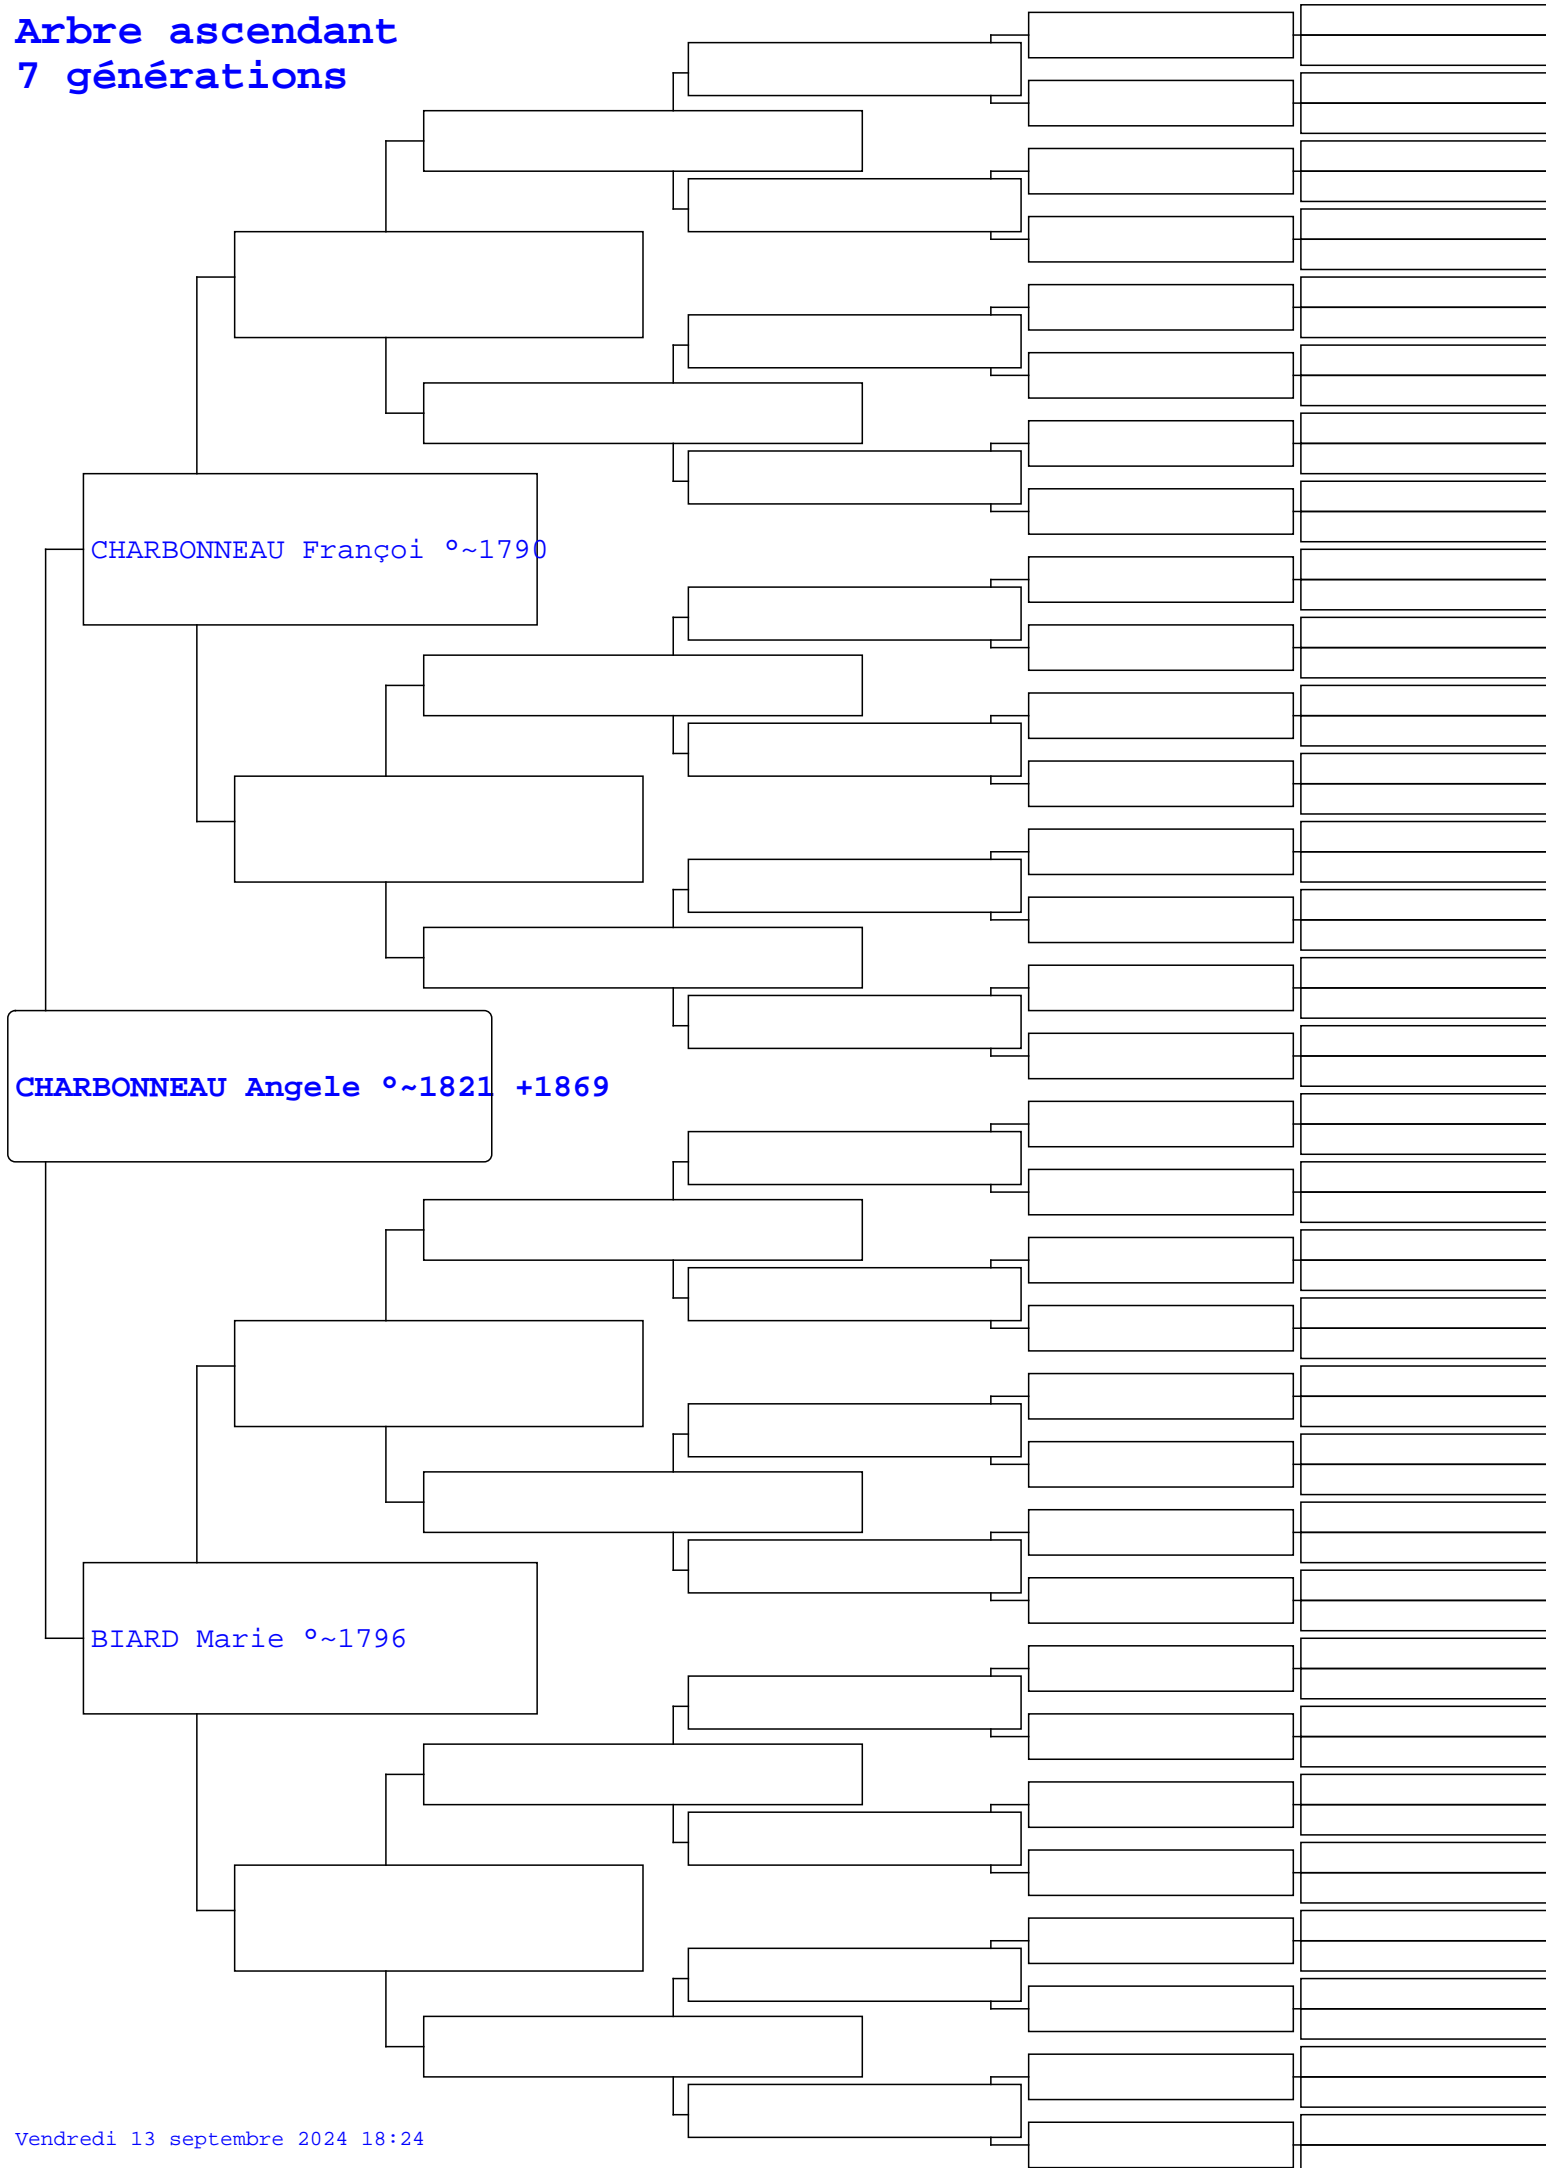 Arbre ascendant
7 générations
CHARBONNEAU Françoi °~1790
CHARBONNEAU Angele °~1821 +1869
BIARD Marie °~1796
Vendredi 13 septembre 2024 18:24